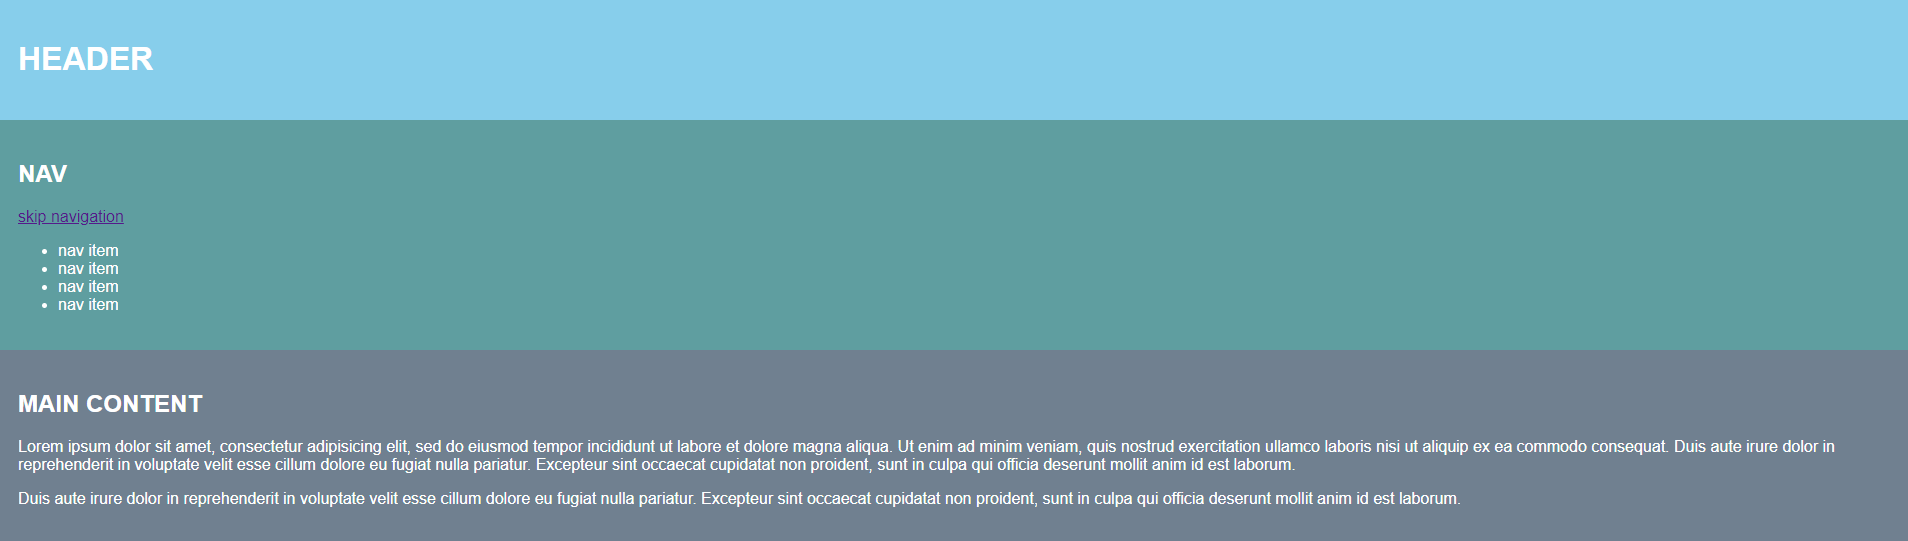 HEADER
NAV
skip navigation
nav item
nav item
nav item
nav item
MAIN CONTENT
Lorem ipsum dolor sit amet, consectetur adipisicing elit, sed do eiusmod tempor incididunt ut labore et dolore magna aliqua. Ut enim ad minim veniam, quis nostrud exercitation ullamco laboris nisi ut aliquip ex ea commodo consequat. Duis aute irure dolor in
reprehenderit in voluptate velit esse cillum dolore eu fugiat nulla pariatur. Excepteur sint occaecat cupidatat non proident, sunt in culpa qui officia deserunt mollit anim id est laborum.
Duis aute irure dolor in reprehenderit in voluptate velit esse cillum dolore eu fugiat nulla pariatur. Excepteur sint occaecat cupidatat non proident, sunt in culpa qui officia deserunt mollit anim id est laborum.